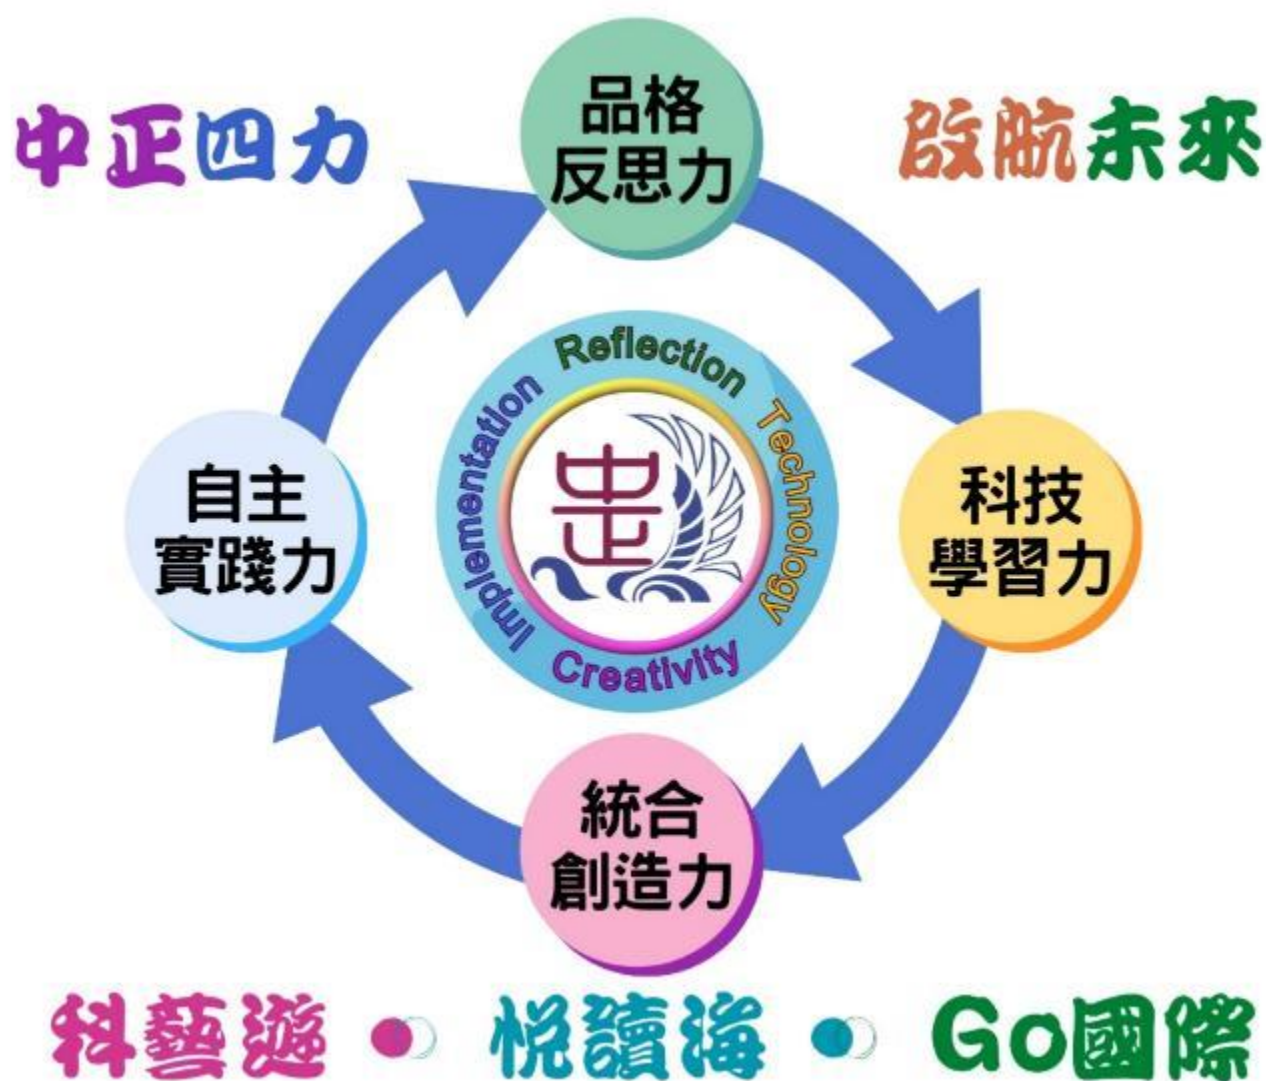 中正四力
啟航未來
品格
反思力
科技
學習力
統合
創造力
自主
實踐力
Reflection
Technology
Creativity
Implementation
中正
科藝遊
悅讀海
Go國際